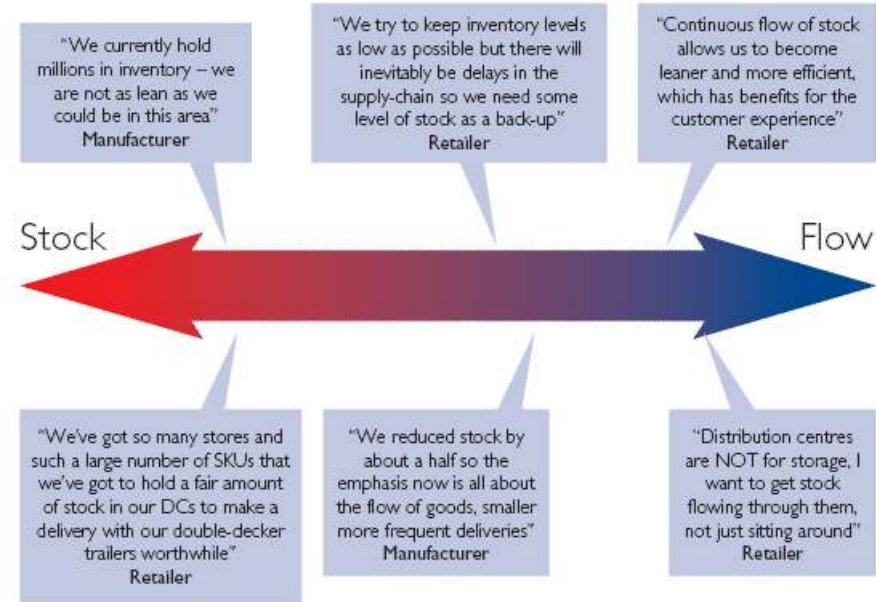 “We currently hold
millions in inventory – we
are not as lean as we
could be in this area”
Manufacturer
“We try to keep inventory levels
as low as possible but there will
inevitably be delays in the
supply-chain so we need some
level of stock as a back-up”
Retailer
“Continuous flow of stock
allows us to become
leaner and more efficient,
which has benefits for the
customer experience”
Retailer
Stock
Flow
“We’ve got so many stores and
such a large number of SKUs that
we’ve got to hold a fair amount
of stock in our DCs to make a
delivery with our double-decker
trailers worthwhile”
Retailer
“We reduced stock by
about a half so the
emphasis now is all about
the flow of goods, smaller
more frequent deliveries”
Manufacturer
“Distribution centres
are NOT for storage, I
want to get stock
flowing through them,
not just sitting around”
Retailer